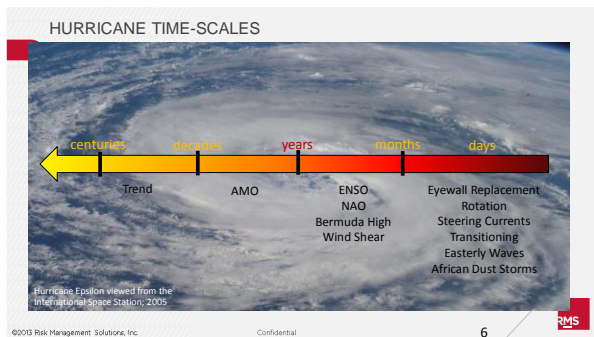 HURRICANE TIME-SCALES
centuries decades years months days
Trend AMO ENSO Eyewall Replacement
NAO Rotation
Bermuda High Steering Currents
Wind Shear Transitioning
Easterly Waves
African Dust Storms
Hurricane Epsilon viewed from the
International Space Station; 2005
©2013 Risk Management Solutions, Inc. Confidential 6
RMS